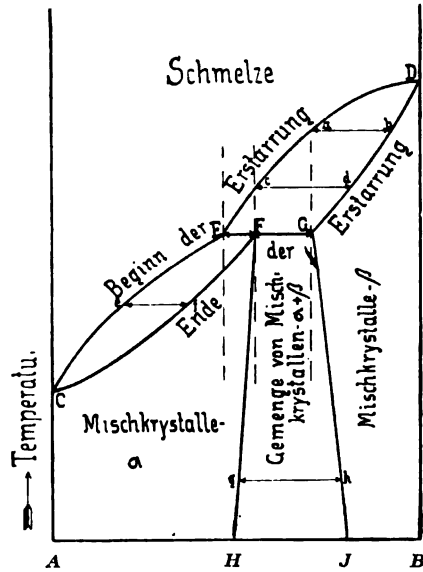 Schmelze
D
a
b
Beginn der Erstarrung
c
d
E
F
G
Ende der Erstarrung
C
Mischkrystalle-
α
Gemenge von Misch-
krystallen-α+β
Mischkrystalle-β
h
Temperatu.
A
H
J
B